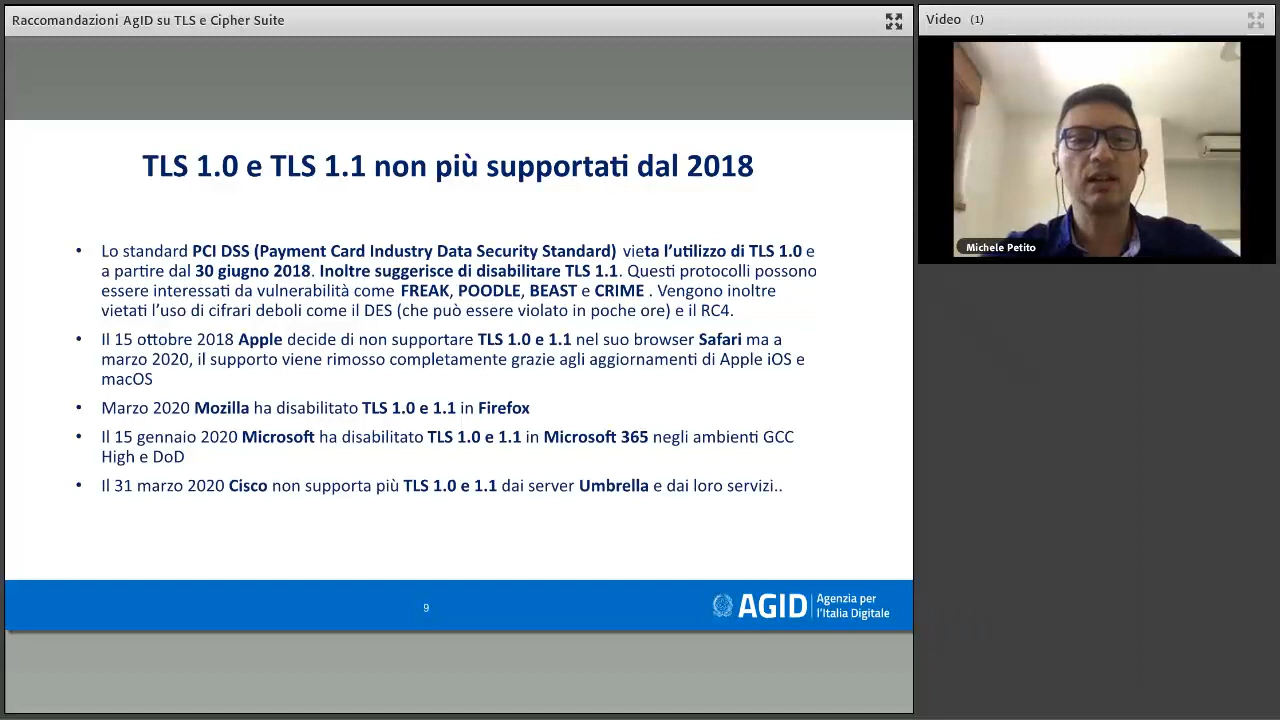 Raccomandazioni AgID su TLS e Cipher Suite
Video (1)
TLS 1.0 e TLS 1.1 non più supportati dal 2018
• Lo standard PCI DSS (Payment Card Industry Data Security Standard) vieta l'utilizzo di TLS 1.0 e
a partire dal 30 giugno 2018. Inoltre suggerisce di disabilitare TLS 1.1. Questi protocolli possono
essere interessati da vulnerabilità come FREAK, POODLE, BEAST e CRIME . Vengono inoltre
vietati l'uso di cifrari deboli come il DES (che può essere violato in poche ore) e il RC4.
• Il 15 ottobre 2018 Apple decide di non supportare TLS 1.0 e 1.1 nel suo browser Safari ma a
marzo 2020, il supporto viene rimosso completamente grazie agli aggiornamenti di Apple iOS e
macOS
• Marzo 2020 Mozilla ha disabilitato TLS 1.0 e 1.1 in Firefox
• Il 15 gennaio 2020 Microsoft ha disabilitato TLS 1.0 e 1.1 in Microsoft 365 negli ambienti GCC
High e DoD
• Il 31 marzo 2020 Cisco non supporta più TLS 1.0 e 1.1 dai server Umbrella e dai loro servizi..
9
AGID Agenzia per
l'Italia Digitale
Michele Petito